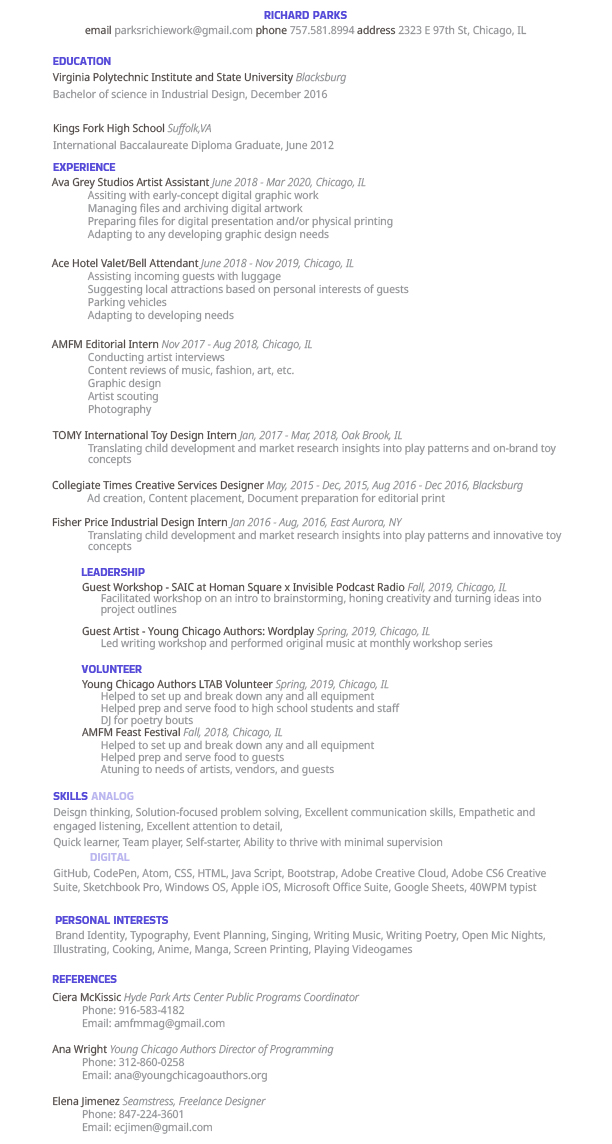 RICHARD PARKS
email parksrichiework@gmail.com phone 757.581.8994 address 2323 E 97th St, Chicago, IL
EDUCATION
Virginia Polytechnic Institute and State University Blacksburg
Bachelor of science in Industrial Design, December 2016
Kings Fork High School Suffolk,VA
International Baccalaureate Diploma Graduate, June 2012
EXPERIENCE
Ava Grey Studios Artist Assistant June 2018 - Mar 2020, Chicago, IL
Assiting with early-concept digital graphic work
Managing files and archiving digital artwork
Preparing files for digital presentation and/or physical printing
Adapting to any developing graphic design needs
Ace Hotel Valet/Bell Attendant June 2018 - Nov 2019, Chicago, IL
Assisting incoming guests with luggage
Suggesting local attractions based on personal interests of guests
Parking vehicles
Adapting to developing needs
AMFM Editorial Intern Nov 2017 - Aug 2018, Chicago, IL
Conducting artist interviews
Content reviews of music, fashion, art, etc.
Graphic design
Artist scouting
Photography
TOMY International Toy Design Intern Jan, 2017 - Mar, 2018, Oak Brook, IL
Translating child development and market research insights into play patterns and on-brand toy
concepts
Collegiate Times Creative Services Designer May, 2015 - Dec, 2015, Aug 2016 - Dec 2016, Blacksburg
Ad creation, Content placement, Document preparation for editorial print
Fisher Price Industrial Design Intern Jan 2016 - Aug, 2016, East Aurora, NY
Translating child development and market research insights into play patterns and innovative toy
concepts
LEADERSHIP
Guest Workshop - SAIC at Human Square x Invisible Podcast Radio Fall, 2019, Chicago, IL
Facilitated workshop on an intro to brainstorming, honing creativity and turning ideas into
project outlines
Guest Artist - Young Chicago Authors: Wordplay Spring, 2019, Chicago, IL
Led writing workshop and performed original music at monthly workshop series
VOLUNTEER
Young Chicago Authors LTAB Volunteer Spring, 2019, Chicago, IL
Helped to set up and break down any and all equipment
Helped prep and serve food to high school students and staff
DJ for poetry bouts
AMFM Feast Festival Fall, 2018, Chicago, IL
Helped to set up and break down any and all equipment
Helped prep and serve food to guests
Atuning to needs of artists, vendors, and guests
SKILLS ANALOG
Deisgn thinking, Solution-focused problem solving, Excellent communication skills, Empathetic and
engaged listening, Excellent attention to detail,
Quick learner, Team player, Self-starter, Ability to thrive with minimal supervision
DIGITAL
GitHub, CodePen, Atom, CSS, HTML, Java Script, Bootstrap, Adobe Creative Cloud, Adobe CS6 Creative
Suite, Sketchbook Pro, Windows OS, Apple iOS, Microsoft Office Suite, Google Sheets, 40WPM typist
PERSONAL INTERESTS
Brand Identity, Typography, Event Planning, Singing, Writing Music, Writing Poetry, Open Mic Nights,
Illustrating, Cooking, Anime, Manga, Screen Printing, Playing Videogames
REFERENCES
Ciera McKissic Hyde Park Arts Center Public Programs Coordinator
Phone: 916-583-4182
Email: amfmmag@gmail.com
Ana Wright Young Chicago Authors Director of Programming
Phone: 312-860-0258
Email: ana@youngchicagoauthors.org
Elena Jimenez Seamstress, Freelance Designer
Phone: 847-224-3601
Email: ecjimen@gmail.com